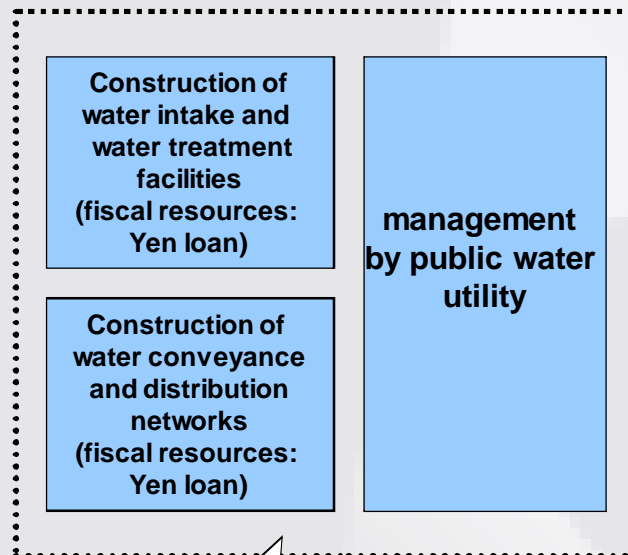 Construction of
water intake and
water treatment
facilities
(fiscal resources:
Yen loan)
management
by public water
utility
Construction of
water conveyance
and distribution
networks
(fiscal resources:
Yen loan)